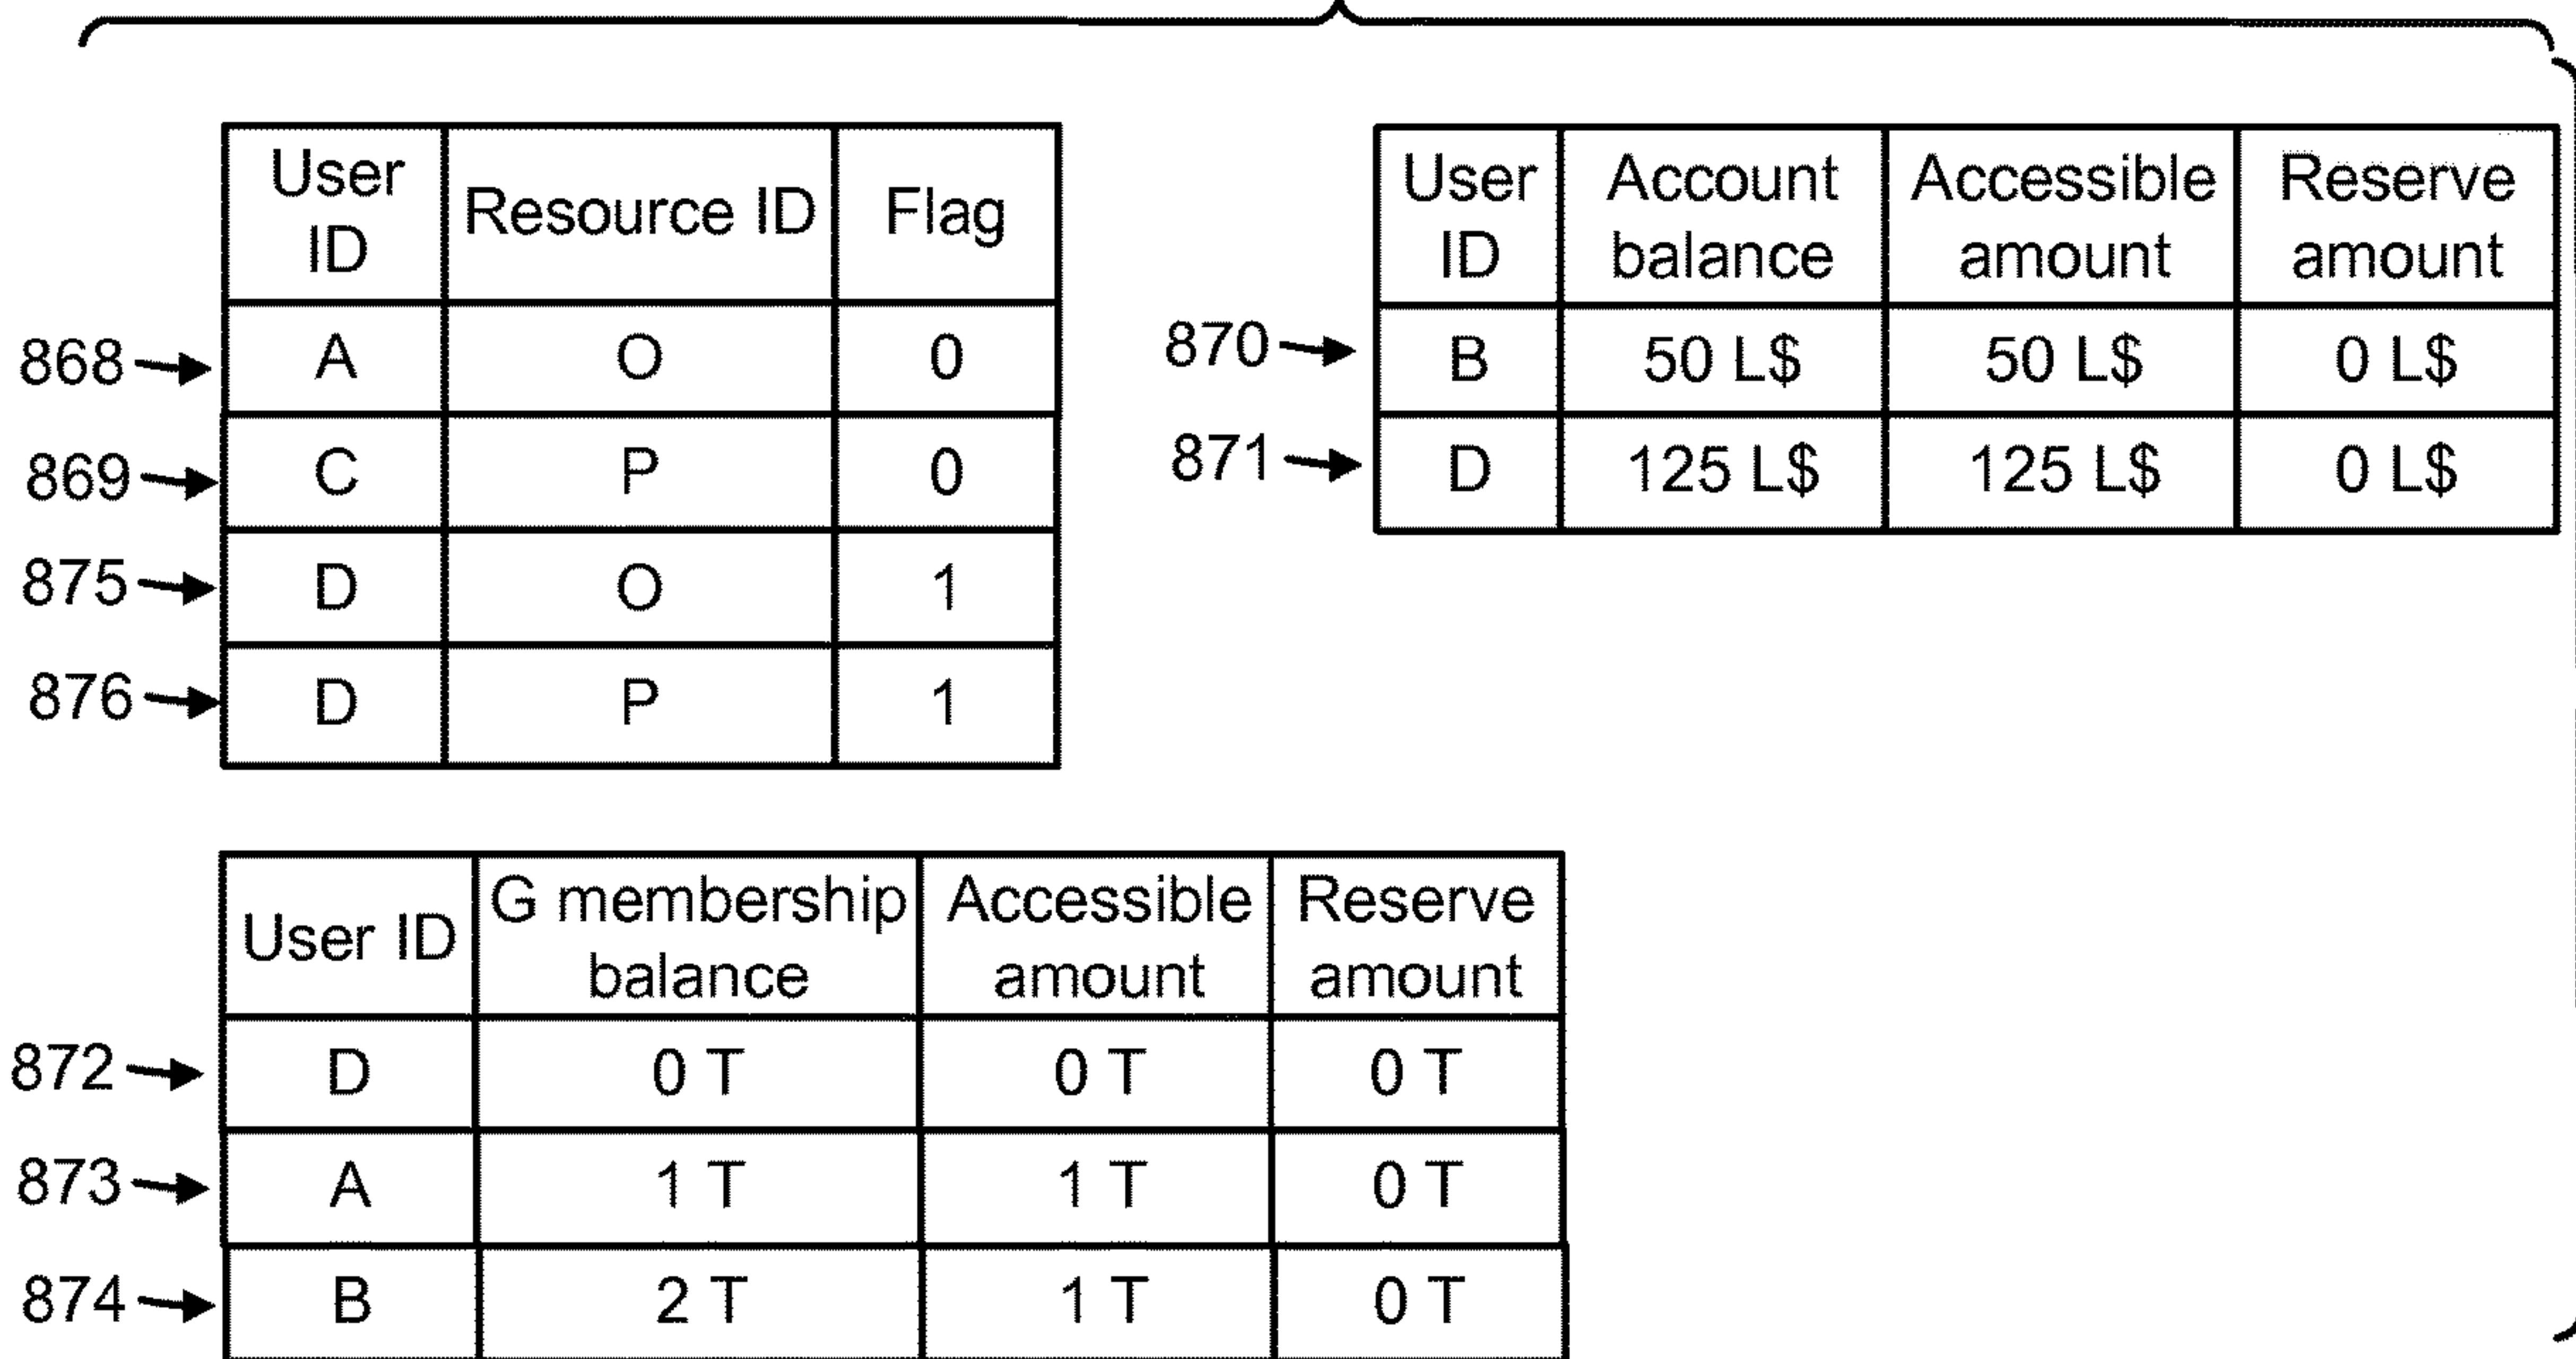 User ID Resource ID Flag
868 A O 0
869 C P 0
875 D O 1
876 D P 1
User ID Account balance Accessible amount Reserve amount
870 B 50 L$ 50 L$ 0 L$
871 D 125 L$ 125 L$ 0 L$
User ID G membership balance Accessible amount Reserve amount
872 D 0 T 0 T 0 T
873 A 1 T 1 T 0 T
874 B 2 T 1 T 0 T